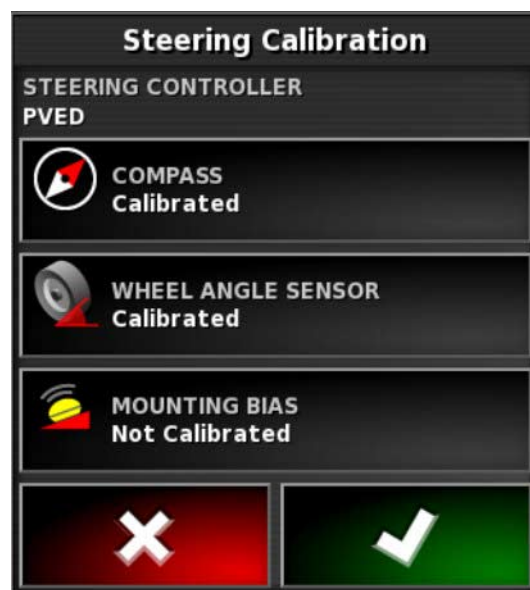 Steering Calibration
STEERING CONTROLLER
PVED
COMPASS
Calibrated
WHEEL ANGLE SENSOR
Calibrated
MOUNTING BIAS
Not Calibrated